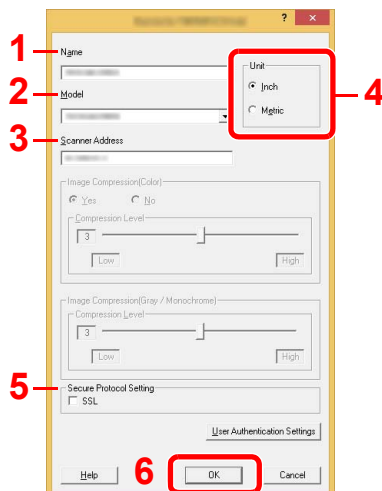 ? ×
1 Name
Unit
Inch
4
2 Model
Metric
3 Scanner Address
Image Compression(Color)
Yes No
Compression Level
3
Low High
Image Compression(Gray / Monochrome)
Compression Level
3
Low High
5 Secure Protocol Setting
SSL
User Authentication Settings
Help 6 OK Cancel